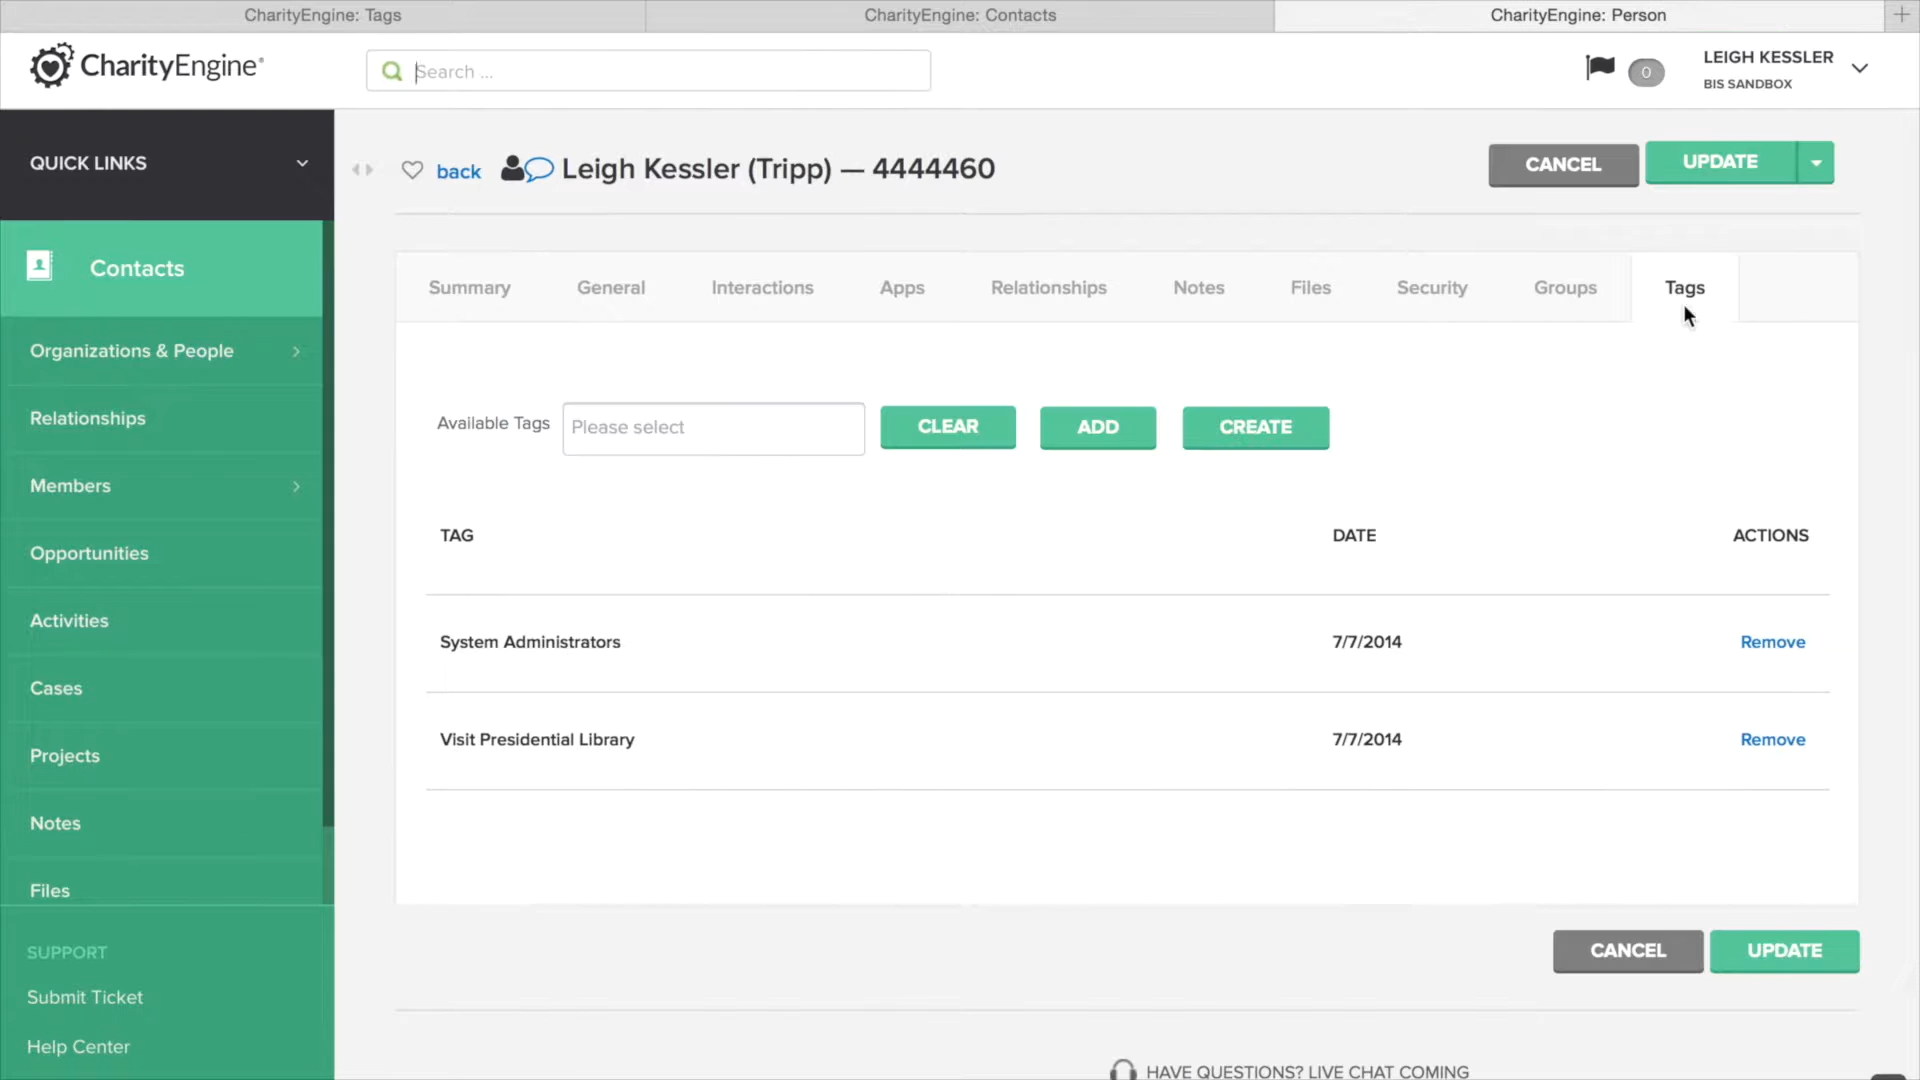 CharityEngine: Tags
CharityEngine: Contacts
CharityEngine: Person
CharityEngine®
Search ...
0
LEIGH KESSLER
BIS SANDBOX
QUICK LINKS
back
Leigh Kessler (Tripp) — 4444460
CANCEL
UPDATE
Contacts
Organizations & People
Relationships
Members
Opportunities
Activities
Cases
Projects
Notes
Files
SUPPORT
Submit Ticket
Help Center
Summary General Interactions Apps Relationships Notes Files Security Groups Tags
Available Tags Please select CLEAR ADD CREATE
TAG DATE ACTIONS
System Administrators 7/7/2014 Remove
Visit Presidential Library 7/7/2014 Remove
CANCEL UPDATE
HAVE QUESTIONS? LIVE CHAT COMING